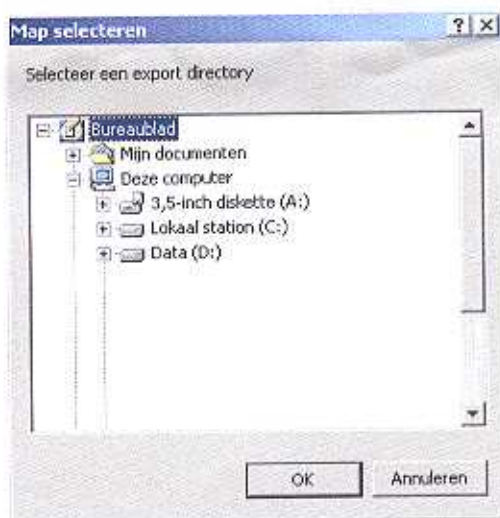 Map selecteren
Selecteer een export directory
Bureaublad
Mijn documenten
Deze computer
3,5-inch diskette (A:)
Lokaal station (C:)
Data (D:)
OK
Annuleren